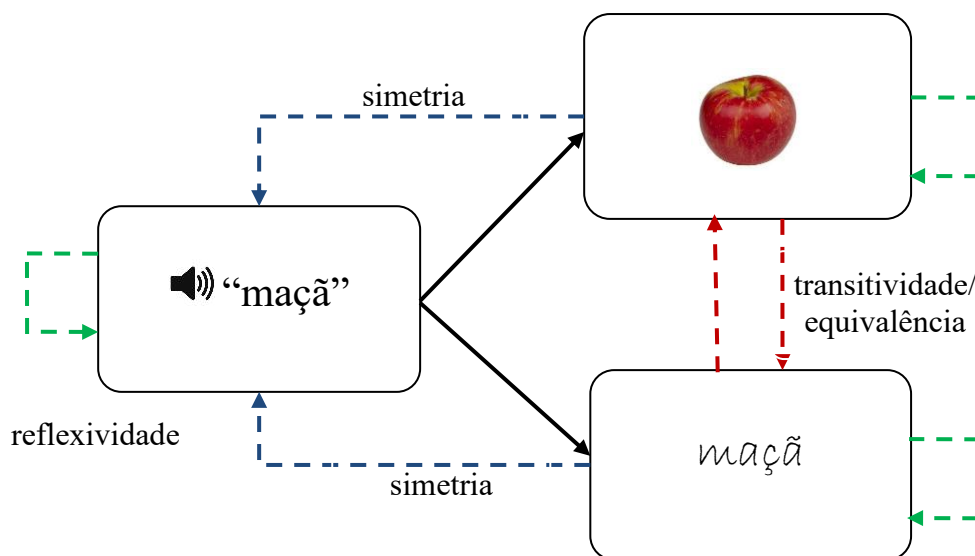 simetria
“maçã”
transitividade/
equivalência
reflexividade
maçã
simetria